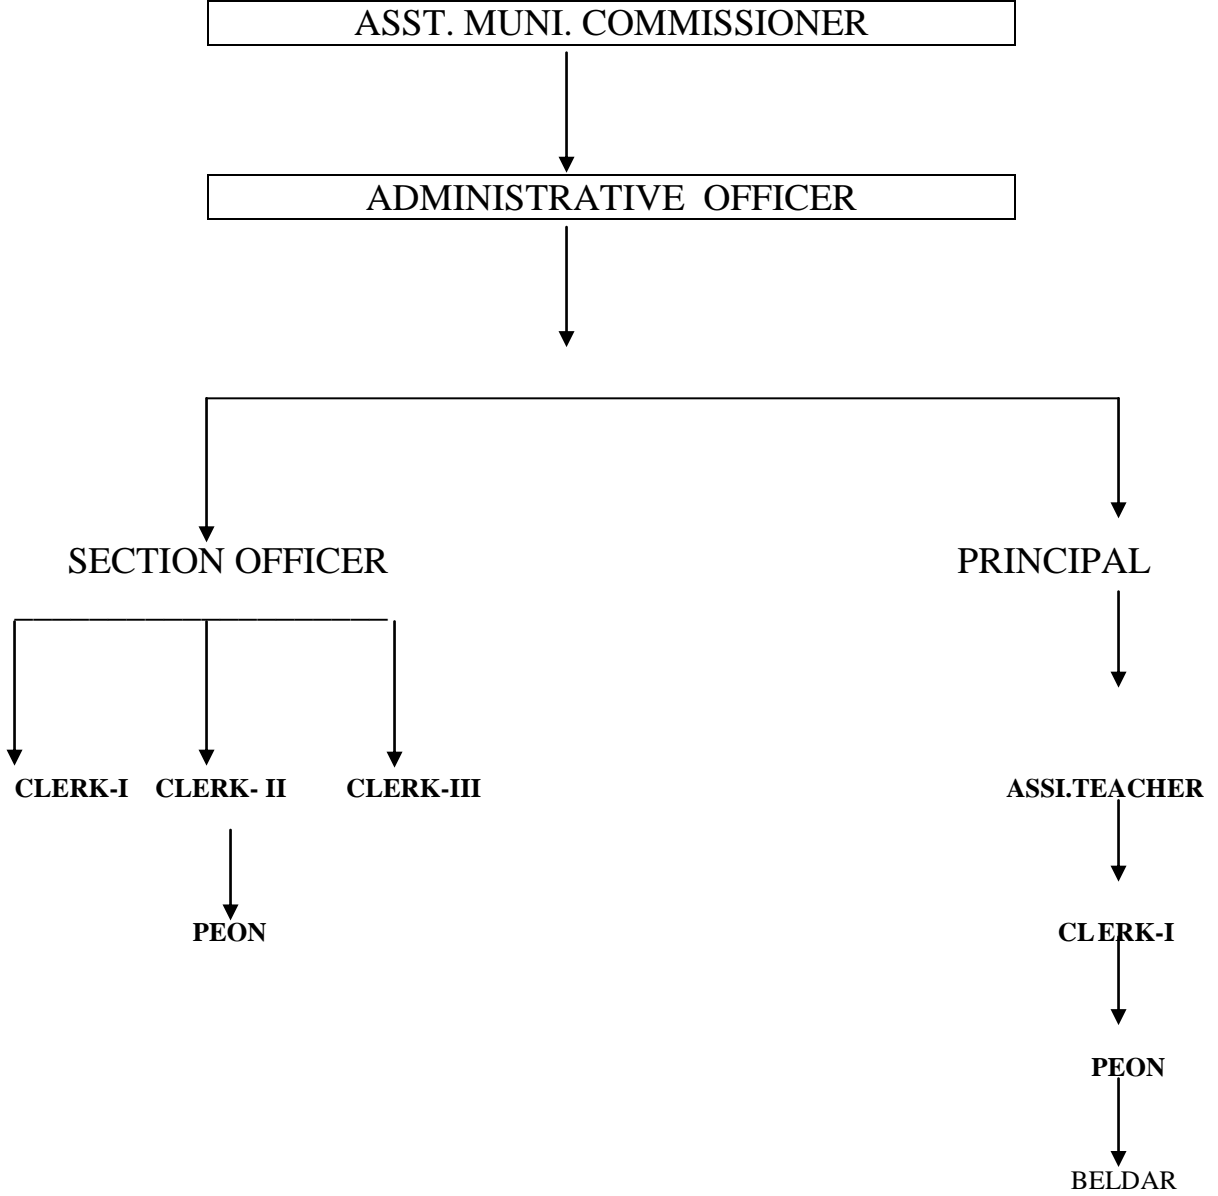 ASST. MUNI. COMMISSIONER
ADMINISTRATIVE OFFICER
SECTION OFFICER PRINCIPAL
CLERK-I CLERK- II CLERK-III ASSI.TEACHER
PEON CLERK-I
PEON
BELDAR